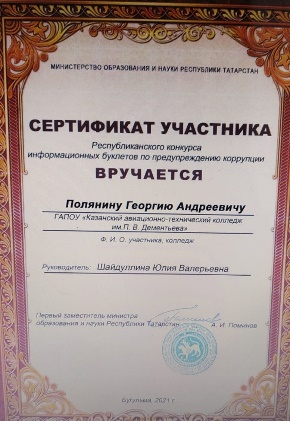 МИНИСТЕРСТВО ОБРАЗОВАНИЯ И НАУКИ РЕСПУБЛИКИ ТАТАРСТАН
СЕРТИФИКАТ УЧАСТНИКА
Республиканского конкурса
информационных буклетов по предупреждению коррупции
ВРУЧАЕТСЯ
Полянину Георгию Андреевичу
ГАПОУ «Казанский авиационно-технический колледж
им.П. В. Дементьева»
Ф. И. О. участника, колледж
Руководитель: Шайдуллина Юлия Валерьевна
Первый заместитель министра
образования и науки Республики Татарстан А. И. Поминов
Бугульма, 2021 г.